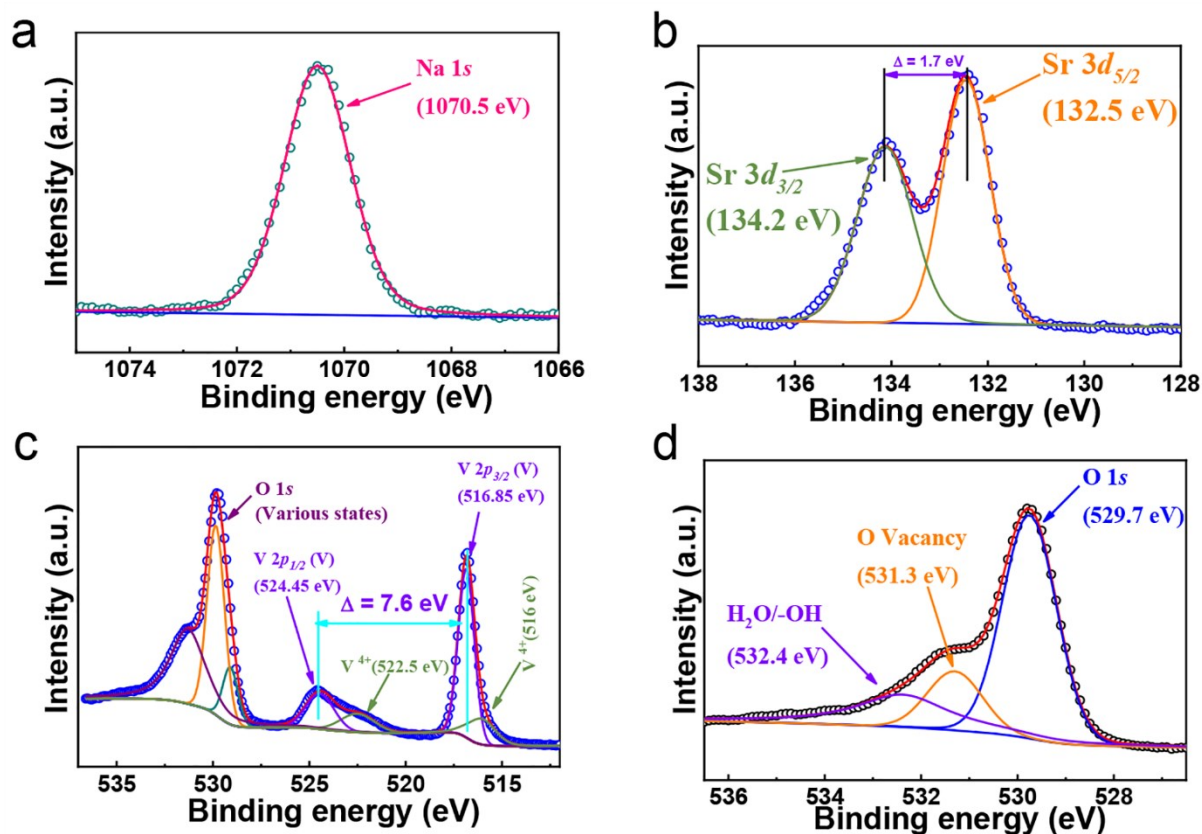 a
Intensity (a.u.)
Na 1s
(1070.5 eV)
1074 1072 1070 1068 1066
Binding energy (eV)
b
Intensity (a.u.)
Δ = 1.7 eV
Sr 3d5/2
(132.5 eV)
Sr 3d3/2
(134.2 eV)
138 136 134 132 130 128
Binding energy (eV)
c
Intensity (a.u.)
O 1s
(Various states)
V 2p3/2 (V)
(516.85 eV)
V 2p1/2 (V)
(524.45 eV)
Δ = 7.6 eV
V 4+(522.5 eV)
V 4+(516 eV)
535 530 525 520 515
Binding energy (eV)
d
Intensity (a.u.)
O 1s
(529.7 eV)
O Vacancy
(531.3 eV)
H2O/–OH
(532.4 eV)
536 534 532 530 528
Binding energy (eV)